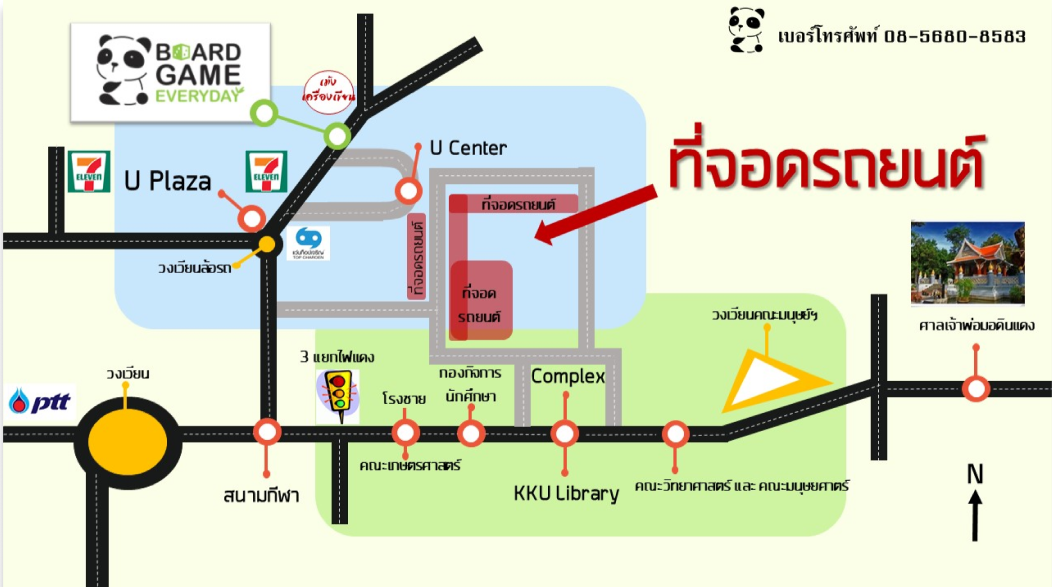 เบอร์โทรศัพท์ 08-5680-8583
BOARD
GAME
EVERYDAY
เท้ง
เครื่องเขียน
U Center
ที่จอดรถยนต์
7
ELEVEN
7
ELEVEN
U Plaza
ที่จอดรถยนต์
ที่จอดรถยนต์
TOP CHAROEN
วงเวียนล้อรถ
ที่จอด
รถยนต์
วงเวียนคณะมนุษย์ฯ
ศาลเจ้าพ่อมอดินแดง
3 แยกไฟแดง
วงเวียน
กองกิจการ
นักศึกษา
Complex
ptt
โรงชาย
คณะเกษตรศาสตร์
สนามกีฬา
KKU Library
คณะวิทยาศาสตร์ และ คณะมนุษยศาตร์
N